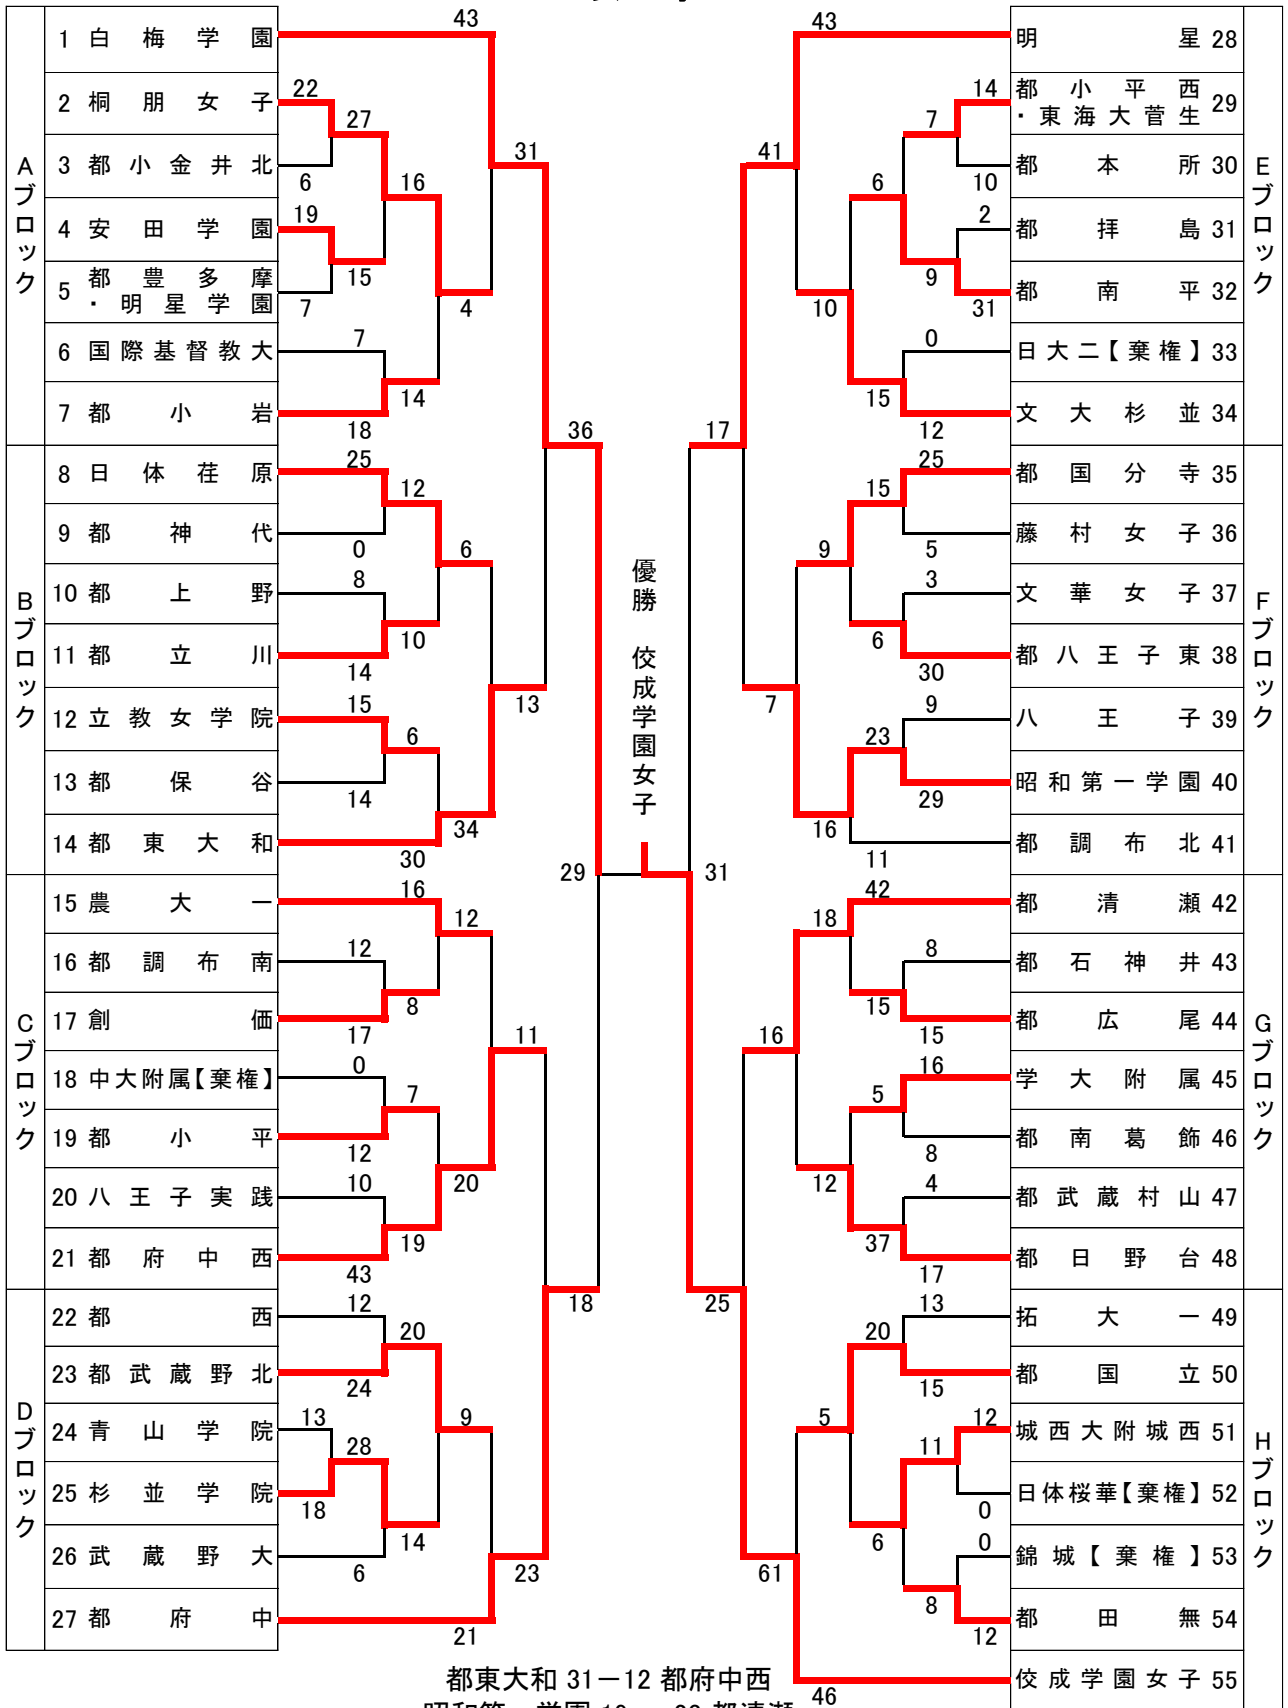 Aブロック
1 白梅学園 43
2 桐朋女子 22
27
3 都小金井北 6
16
4 安田学園 19
15
5 都豊多摩・明星学園 7
4
6 国際基督教大 7
14
7 都小岩 18
31
36
Bブロック
8 日体荏原 25
12
9 都神代 0
6
10 都上野 8
10
11 都立川 14
13
12 立教女学院 15
6
13 都保谷 14
34
14 都東大和 30
29
Cブロック
15 農大一 16
12
16 都調布南 12
8
17 創価 17
11
18 中大附属【棄権】 0
7
19 都小平 12
20
20 八王子実践 10
19
21 都府中西 43
18
Dブロック
22 都西 12
20
23 都武蔵野北 24
9
24 青山学院 13
28
25 杉並学院 18
14
26 武蔵野大 6
23
27 都府中 21
優勝 佼成学園女子
Eブロック
43 明星 28
14 都小平西・東海大菅生 29
7
10 都本所 30
6
2 都拝島 31
9
31 都南平 32
10
0 日大二【棄権】 33
15
12 文大杉並 34
41
17
Fブロック
25 都国分寺 35
15
5 藤村女子 36
9
3 文華女子 37
6
30 都八王子東 38
7
9 八王子 39
23
29 昭和第一学園 40
16
11 都調布北 41
31
Gブロック
42 都清瀬 42
18
8 都石神井 43
15
15 都広尾 44
16
16 学大附属 45
5
8 都南葛飾 46
12
4 都武蔵村山 47
37
17 都日野台 48
25
Hブロック
13 拓大一 49
20
15 都国立 50
5
12 城西大附城西 51
11
0 日体桜華【棄権】 52
6
0 錦城【棄権】 53
8
12 都田無 54
61
46 佼成学園女子 55
都東大和 31－12 都府中西